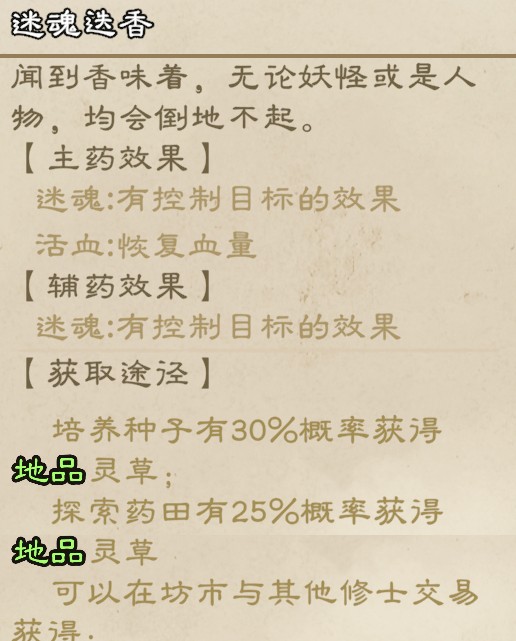 迷魂迭香
闻到香味着，无论妖怪或是人
物，均会倒地不起。
【主药效果】
迷魂:有控制目标的效果
活血:恢复血量
【辅药效果】
迷魂:有控制目标的效果
【获取途径】
培养种子有30%概率获得
地品灵草；
探索药田有25%概率获得
地品灵草
可以在坊市与其他修士交易
获得；